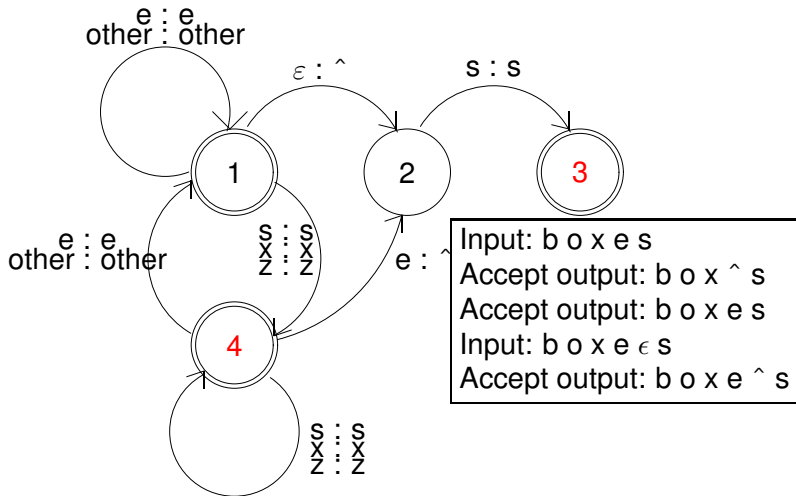 e : e
other : other
ε : ˆ
s : s
1
2
3
e : e
other : other
s : s
x : x
z : z
e : ˆ
4
s : s
x : x
z : z
Input: b o x e s
Accept output: b o x ˆ s
Accept output: b o x e s
Input: b o x e ϵ s
Accept output: b o x e ˆ s